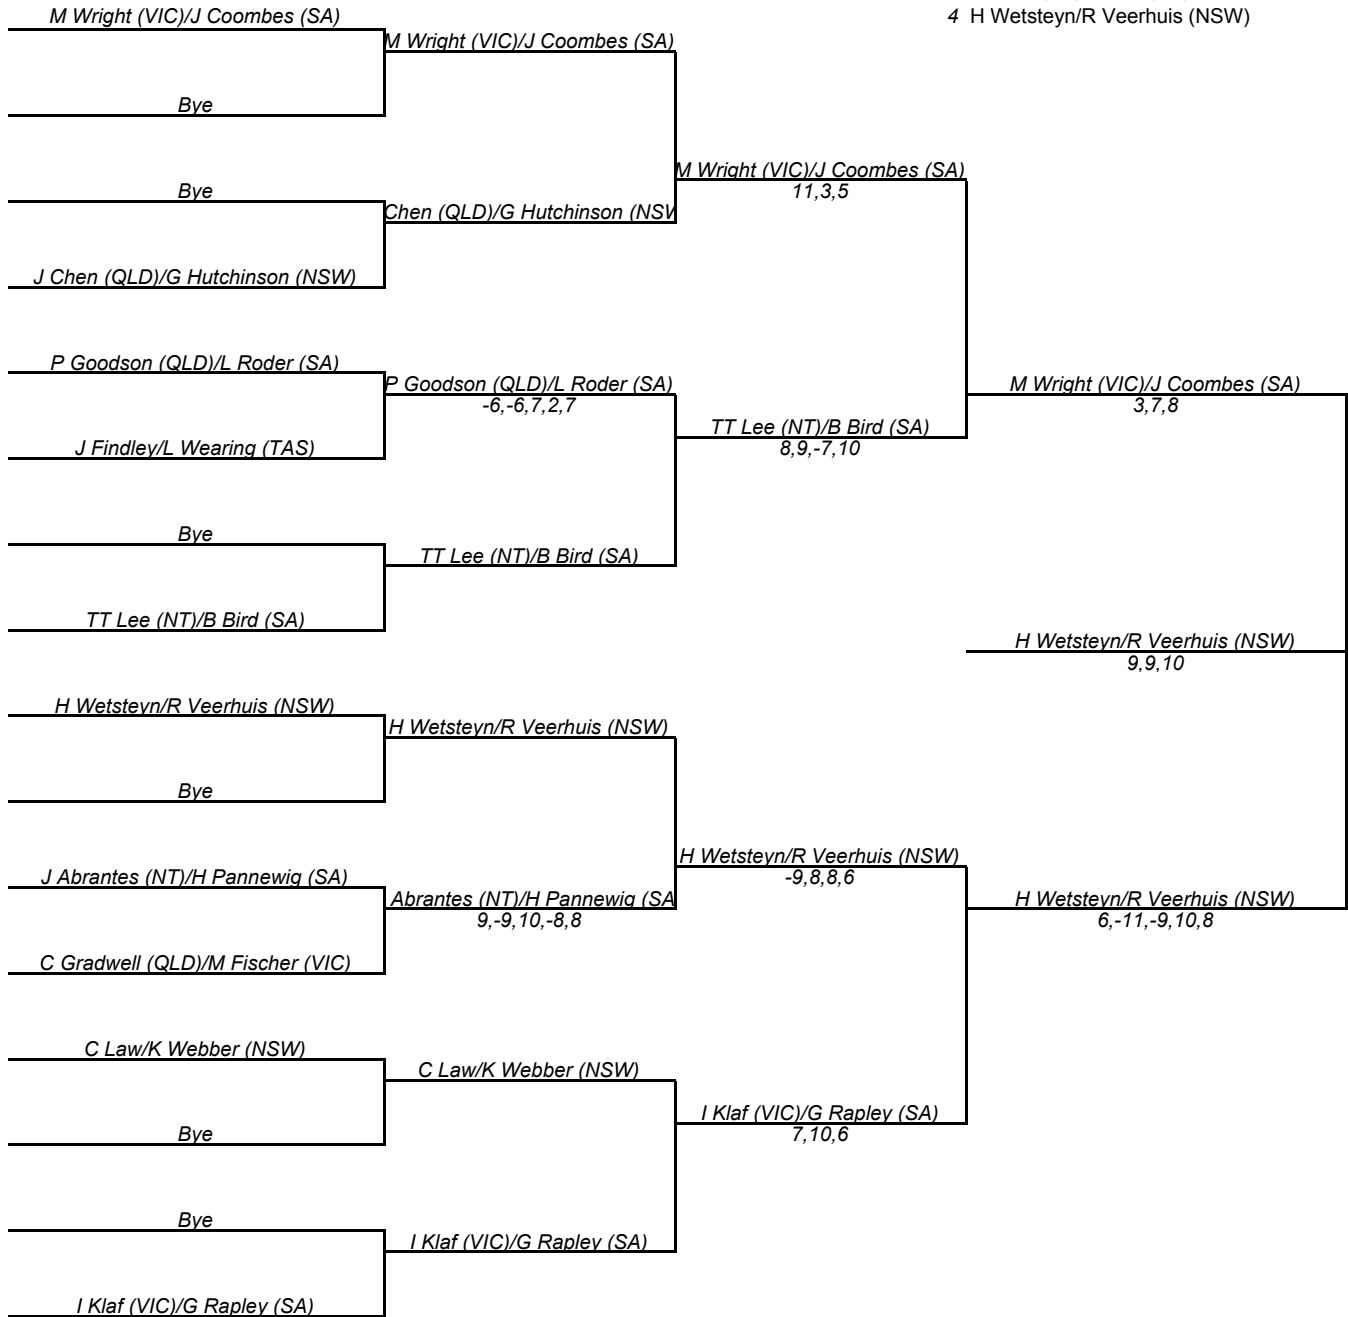 4 H Wetsteyn/R Veerhuis (NSW)
M Wright (VIC)/J Coombes (SA)
M Wright (VIC)/J Coombes (SA)
Bye
M Wright (VIC)/J Coombes (SA)
11,3,5
Bye
Chen (QLD)/G Hutchinson (NSW
J Chen (QLD)/G Hutchinson (NSW)
P Goodson (QLD)/L Roder (SA)
P Goodson (QLD)/L Roder (SA)
-6,-6,7,2,7
M Wright (VIC)/J Coombes (SA)
3,7,8
J Findley/L Wearing (TAS)
TT Lee (NT)/B Bird (SA)
8,9,-7,10
Bye
TT Lee (NT)/B Bird (SA)
TT Lee (NT)/B Bird (SA)
H Wetsteyn/R Veerhuis (NSW)
9,9,10
H Wetsteyn/R Veerhuis (NSW)
H Wetsteyn/R Veerhuis (NSW)
Bye
H Wetsteyn/R Veerhuis (NSW)
-9,8,8,6
J Abrantes (NT)/H Pannewig (SA)
Abrantes (NT)/H Pannewig (SA
9,-9,10,-8,8
H Wetsteyn/R Veerhuis (NSW)
6,-11,-9,10,8
C Gradwell (QLD)/M Fischer (VIC)
C Law/K Webber (NSW)
C Law/K Webber (NSW)
I Klaf (VIC)/G Rapley (SA)
7,10,6
Bye
Bye
I Klaf (VIC)/G Rapley (SA)
I Klaf (VIC)/G Rapley (SA)